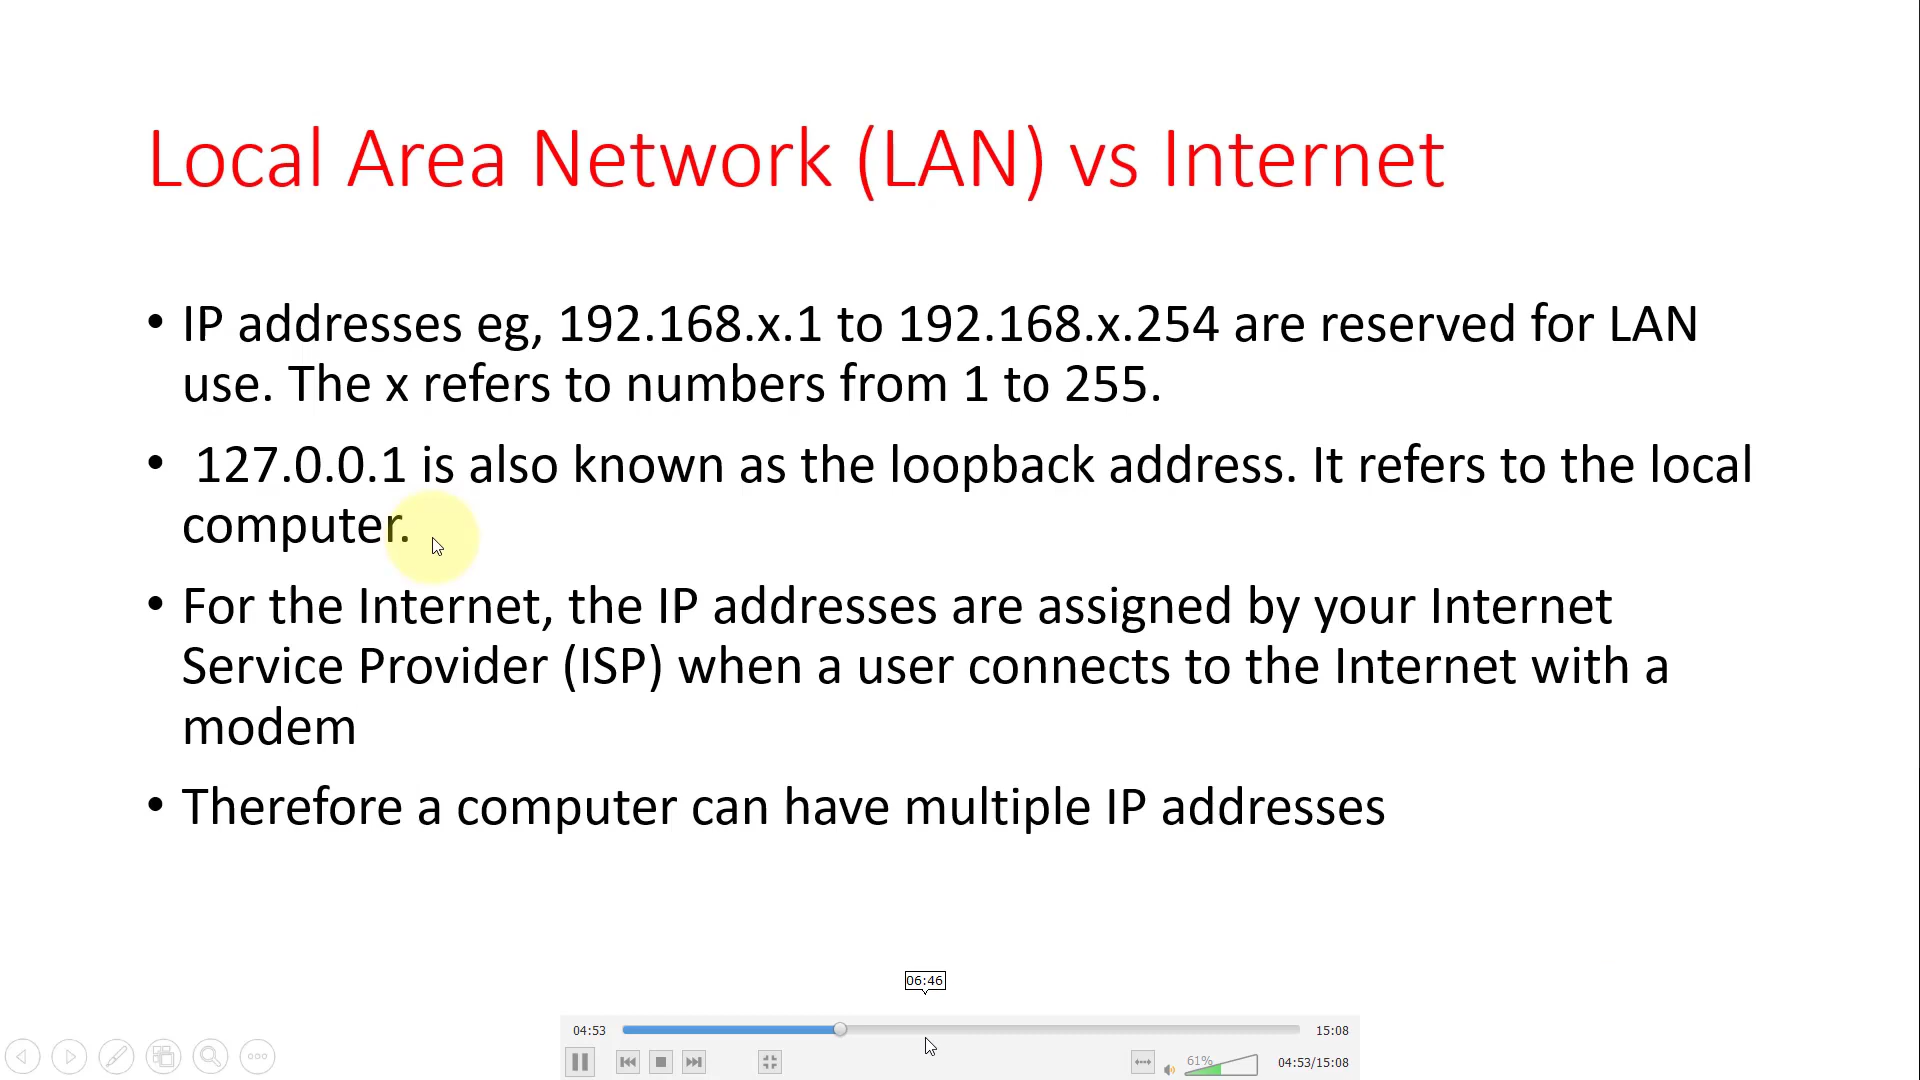 Local Area Network (LAN) vs Internet
• IP addresses eg, 192.168.x.1 to 192.168.x.254 are reserved for LAN
use. The x refers to numbers from 1 to 255.
• 127.0.0.1 is also known as the loopback address. It refers to the local
computer.
• For the Internet, the IP addresses are assigned by your Internet
Service Provider (ISP) when a user connects to the Internet with a
modem
• Therefore a computer can have multiple IP addresses
06:46
04:53
15:08
61%
04:53/15:08